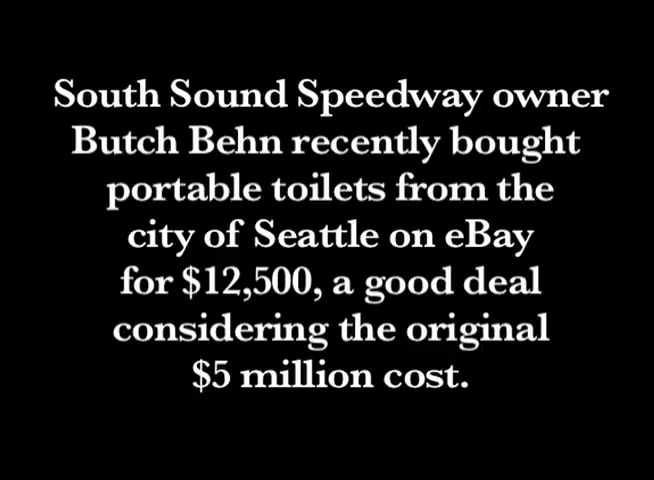 South Sound Speedway owner
Butch Behn recently bought
portable toilets from the
city of Seattle on eBay
for $12,500, a good deal
considering the original
$5 million cost.